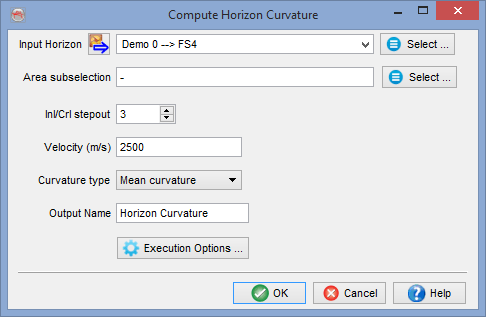 Compute Horizon Curvature
Input Horizon Demo 0 --> FS4 Select ...
Area subselection - Select ...
Inl/Crl stepout 3
Velocity (m/s) 2500
Curvature type Mean curvature
Output Name Horizon Curvature
Execution Options ...
OK Cancel Help